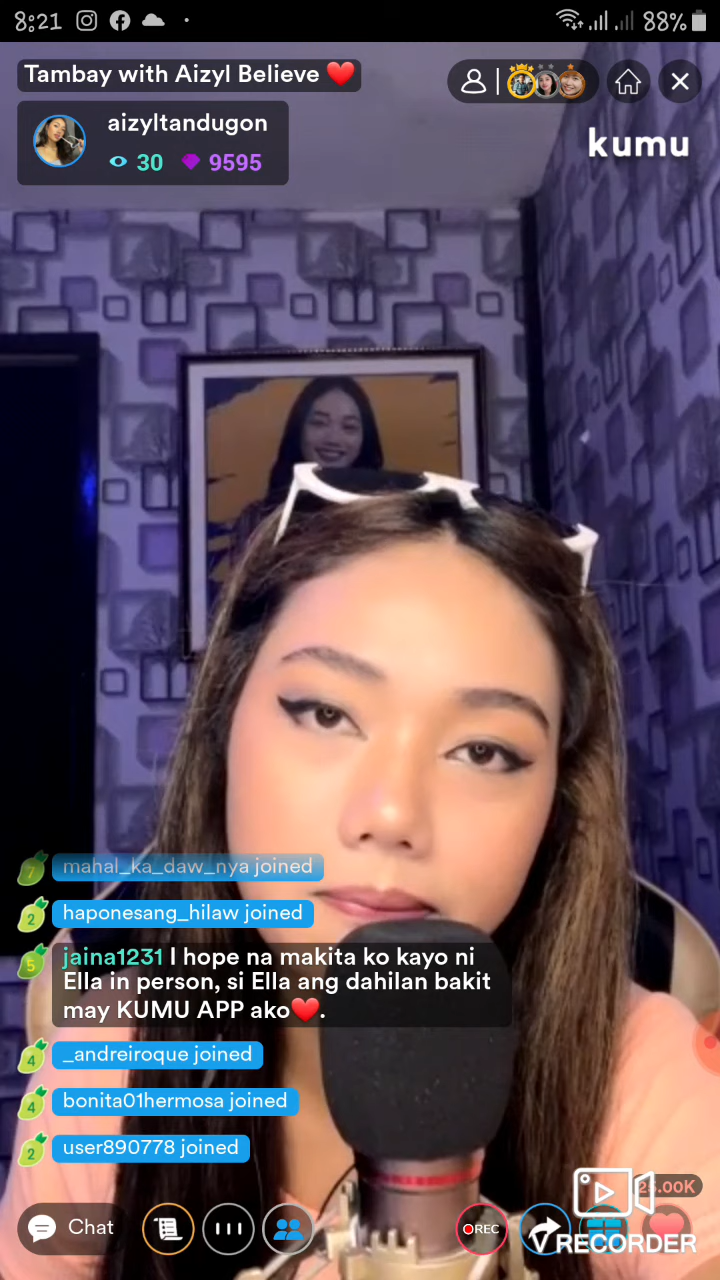 8:21
88%
Tambay with Aizyl Believe ❤️
aizyltandugon
30 9595
kumu
7 mahal_ka_daw_nya joined
2 haponesang_hilaw joined
5 jaina1231 I hope na makita ko kayo ni
Ella in person, si Ella ang dahilan bakit
may KUMU APP ako❤️.
4 _andreiroque joined
4 bonita01hermosa joined
2 user890778 joined
Chat
REC
VRECORDER